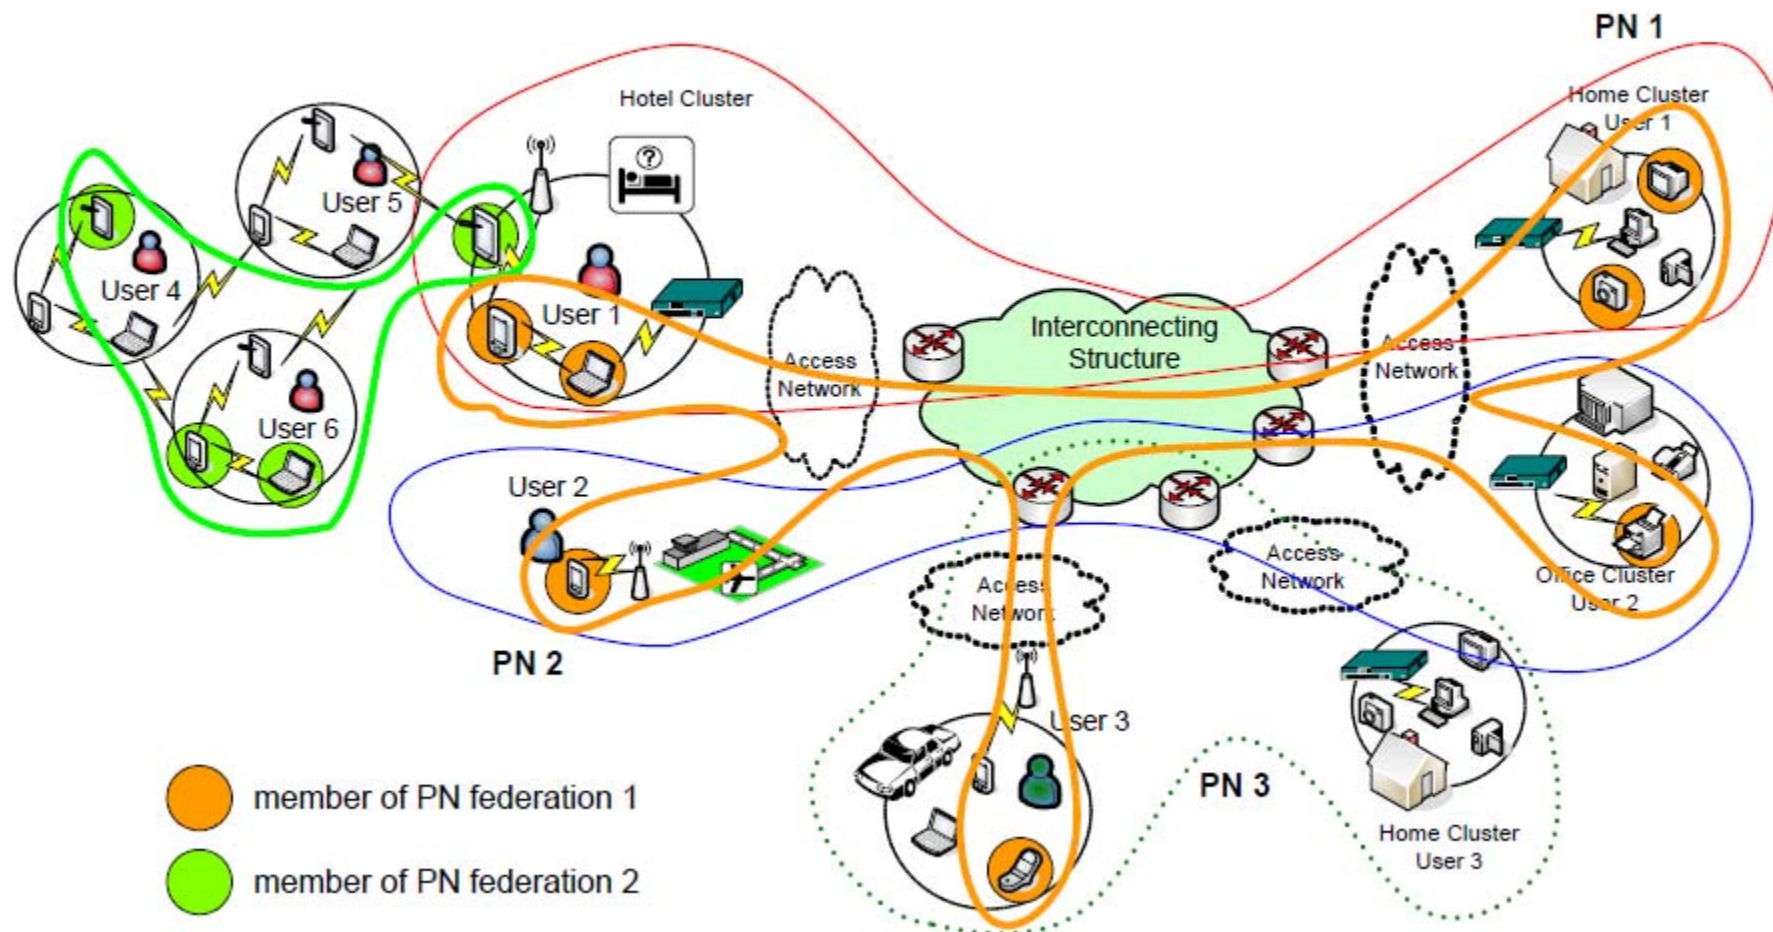 PN 1
Hotel Cluster
Home Cluster
User 1
?
User 5
User 4
User 1
Interconnecting
Structure
Access
Network
Access
Network
User 6
User 2
Access
Network
Access
Network
Office Cluster
User 2
PN 2
User 3
PN 3
member of PN federation 1
Home Cluster
User 3
member of PN federation 2